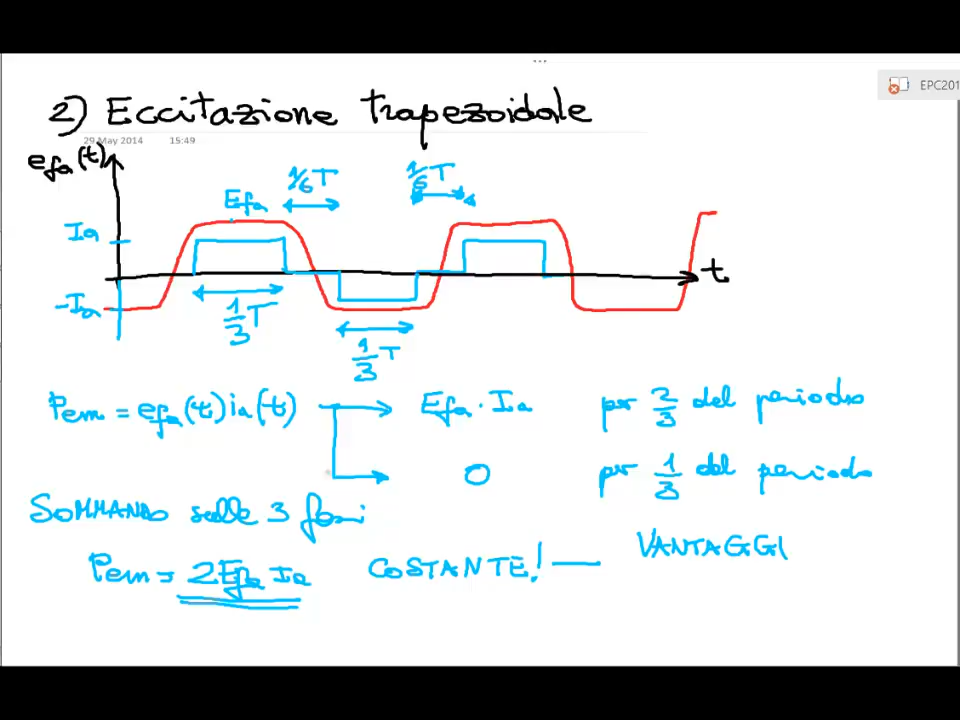 EPC201
2) Eccitazione trapezoidale
29 May 2014 15:49
efa(t)
1/6 T
1/6 T
Efa
Ia
t
-Ia
1/3 T
1/3 T
Pem = efa(t) ia(t) Efa · Ia per 2/3 del periodo
0 per 1/3 del periodo
SOMMANDO sulle 3 fasi
Pem = 2 Efa Ia COSTANTE! — VANTAGGI